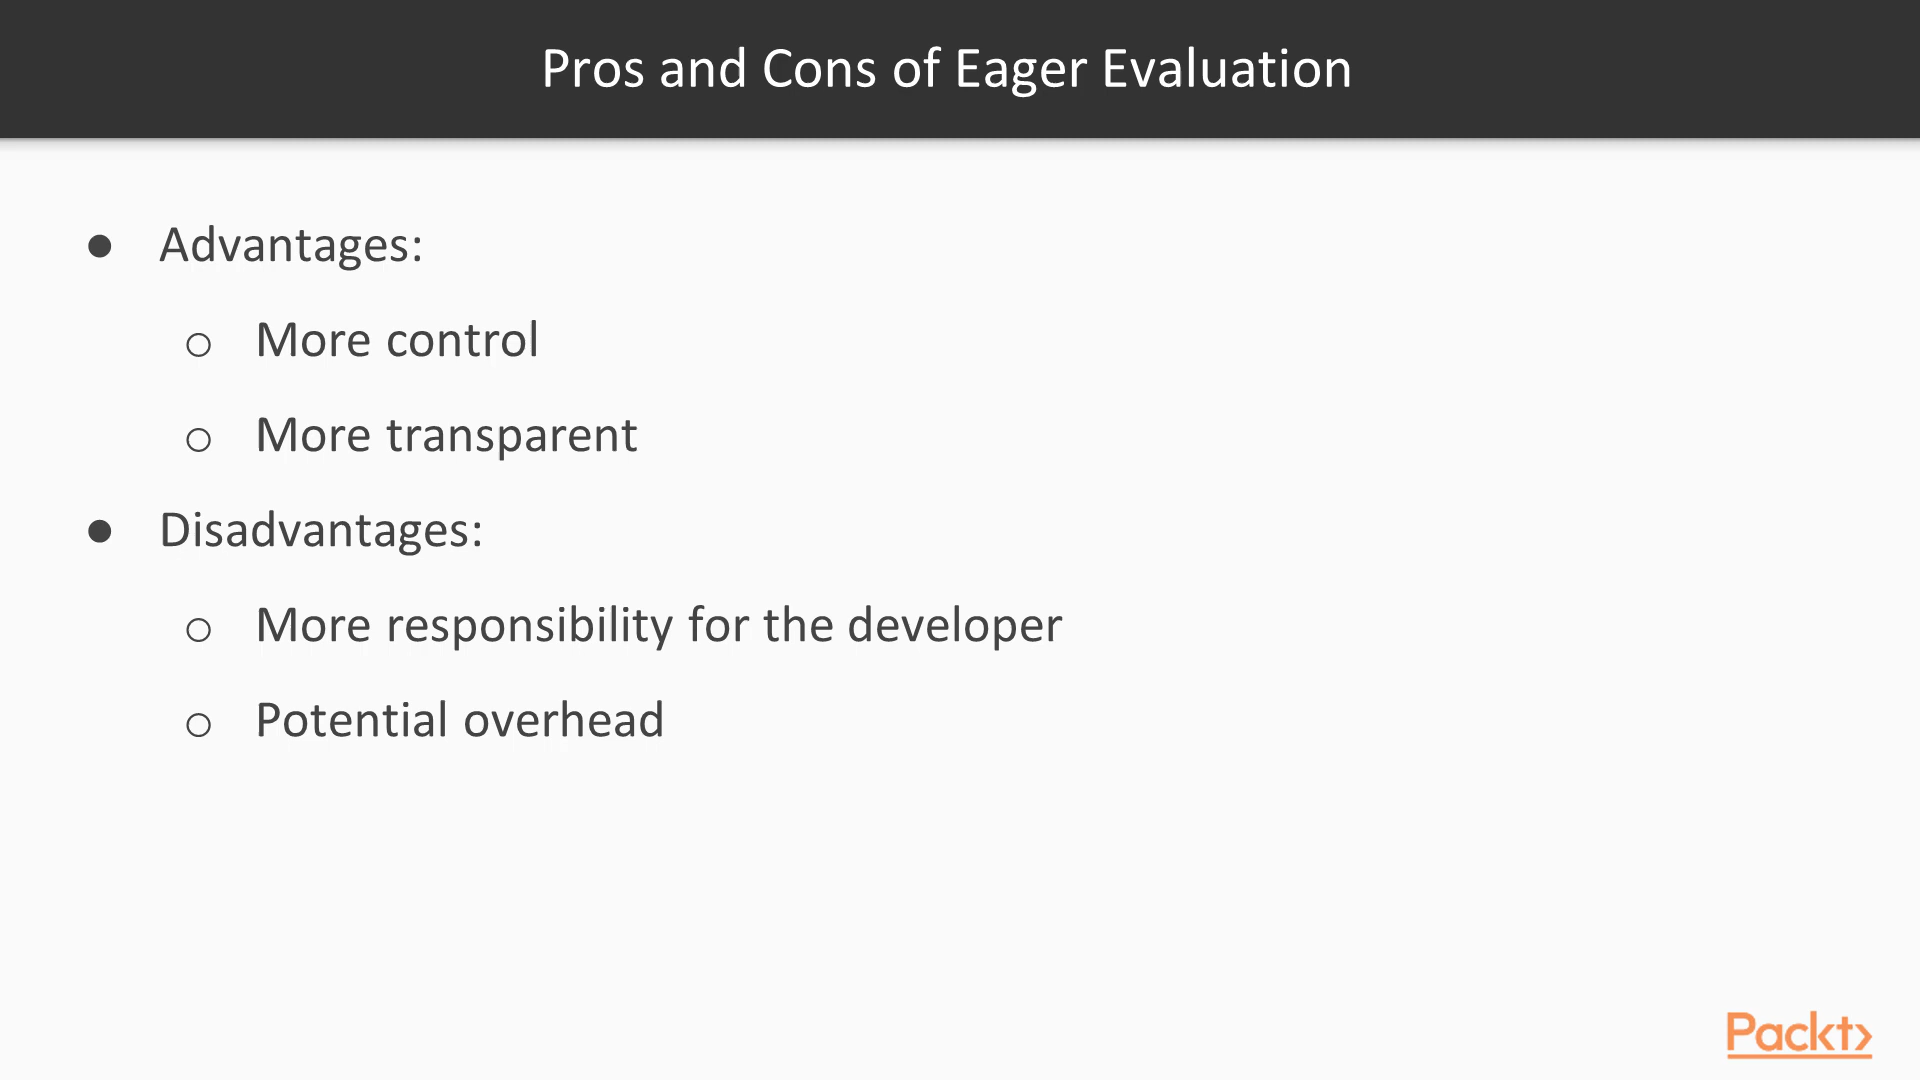 Pros and Cons of Eager Evaluation
● Advantages:
○ More control
○ More transparent
● Disadvantages:
○ More responsibility for the developer
○ Potential overhead
Packt>